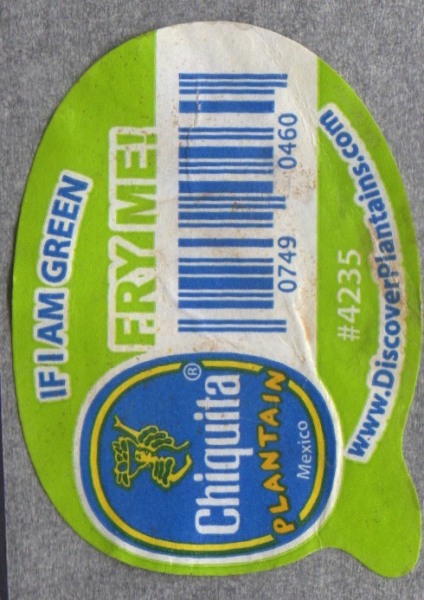 IF I AM GREEN
FRY ME!
0749 0460
#4235
www.DiscoverPlantains.com
Chiquita®
PLANTAIN
Mexico